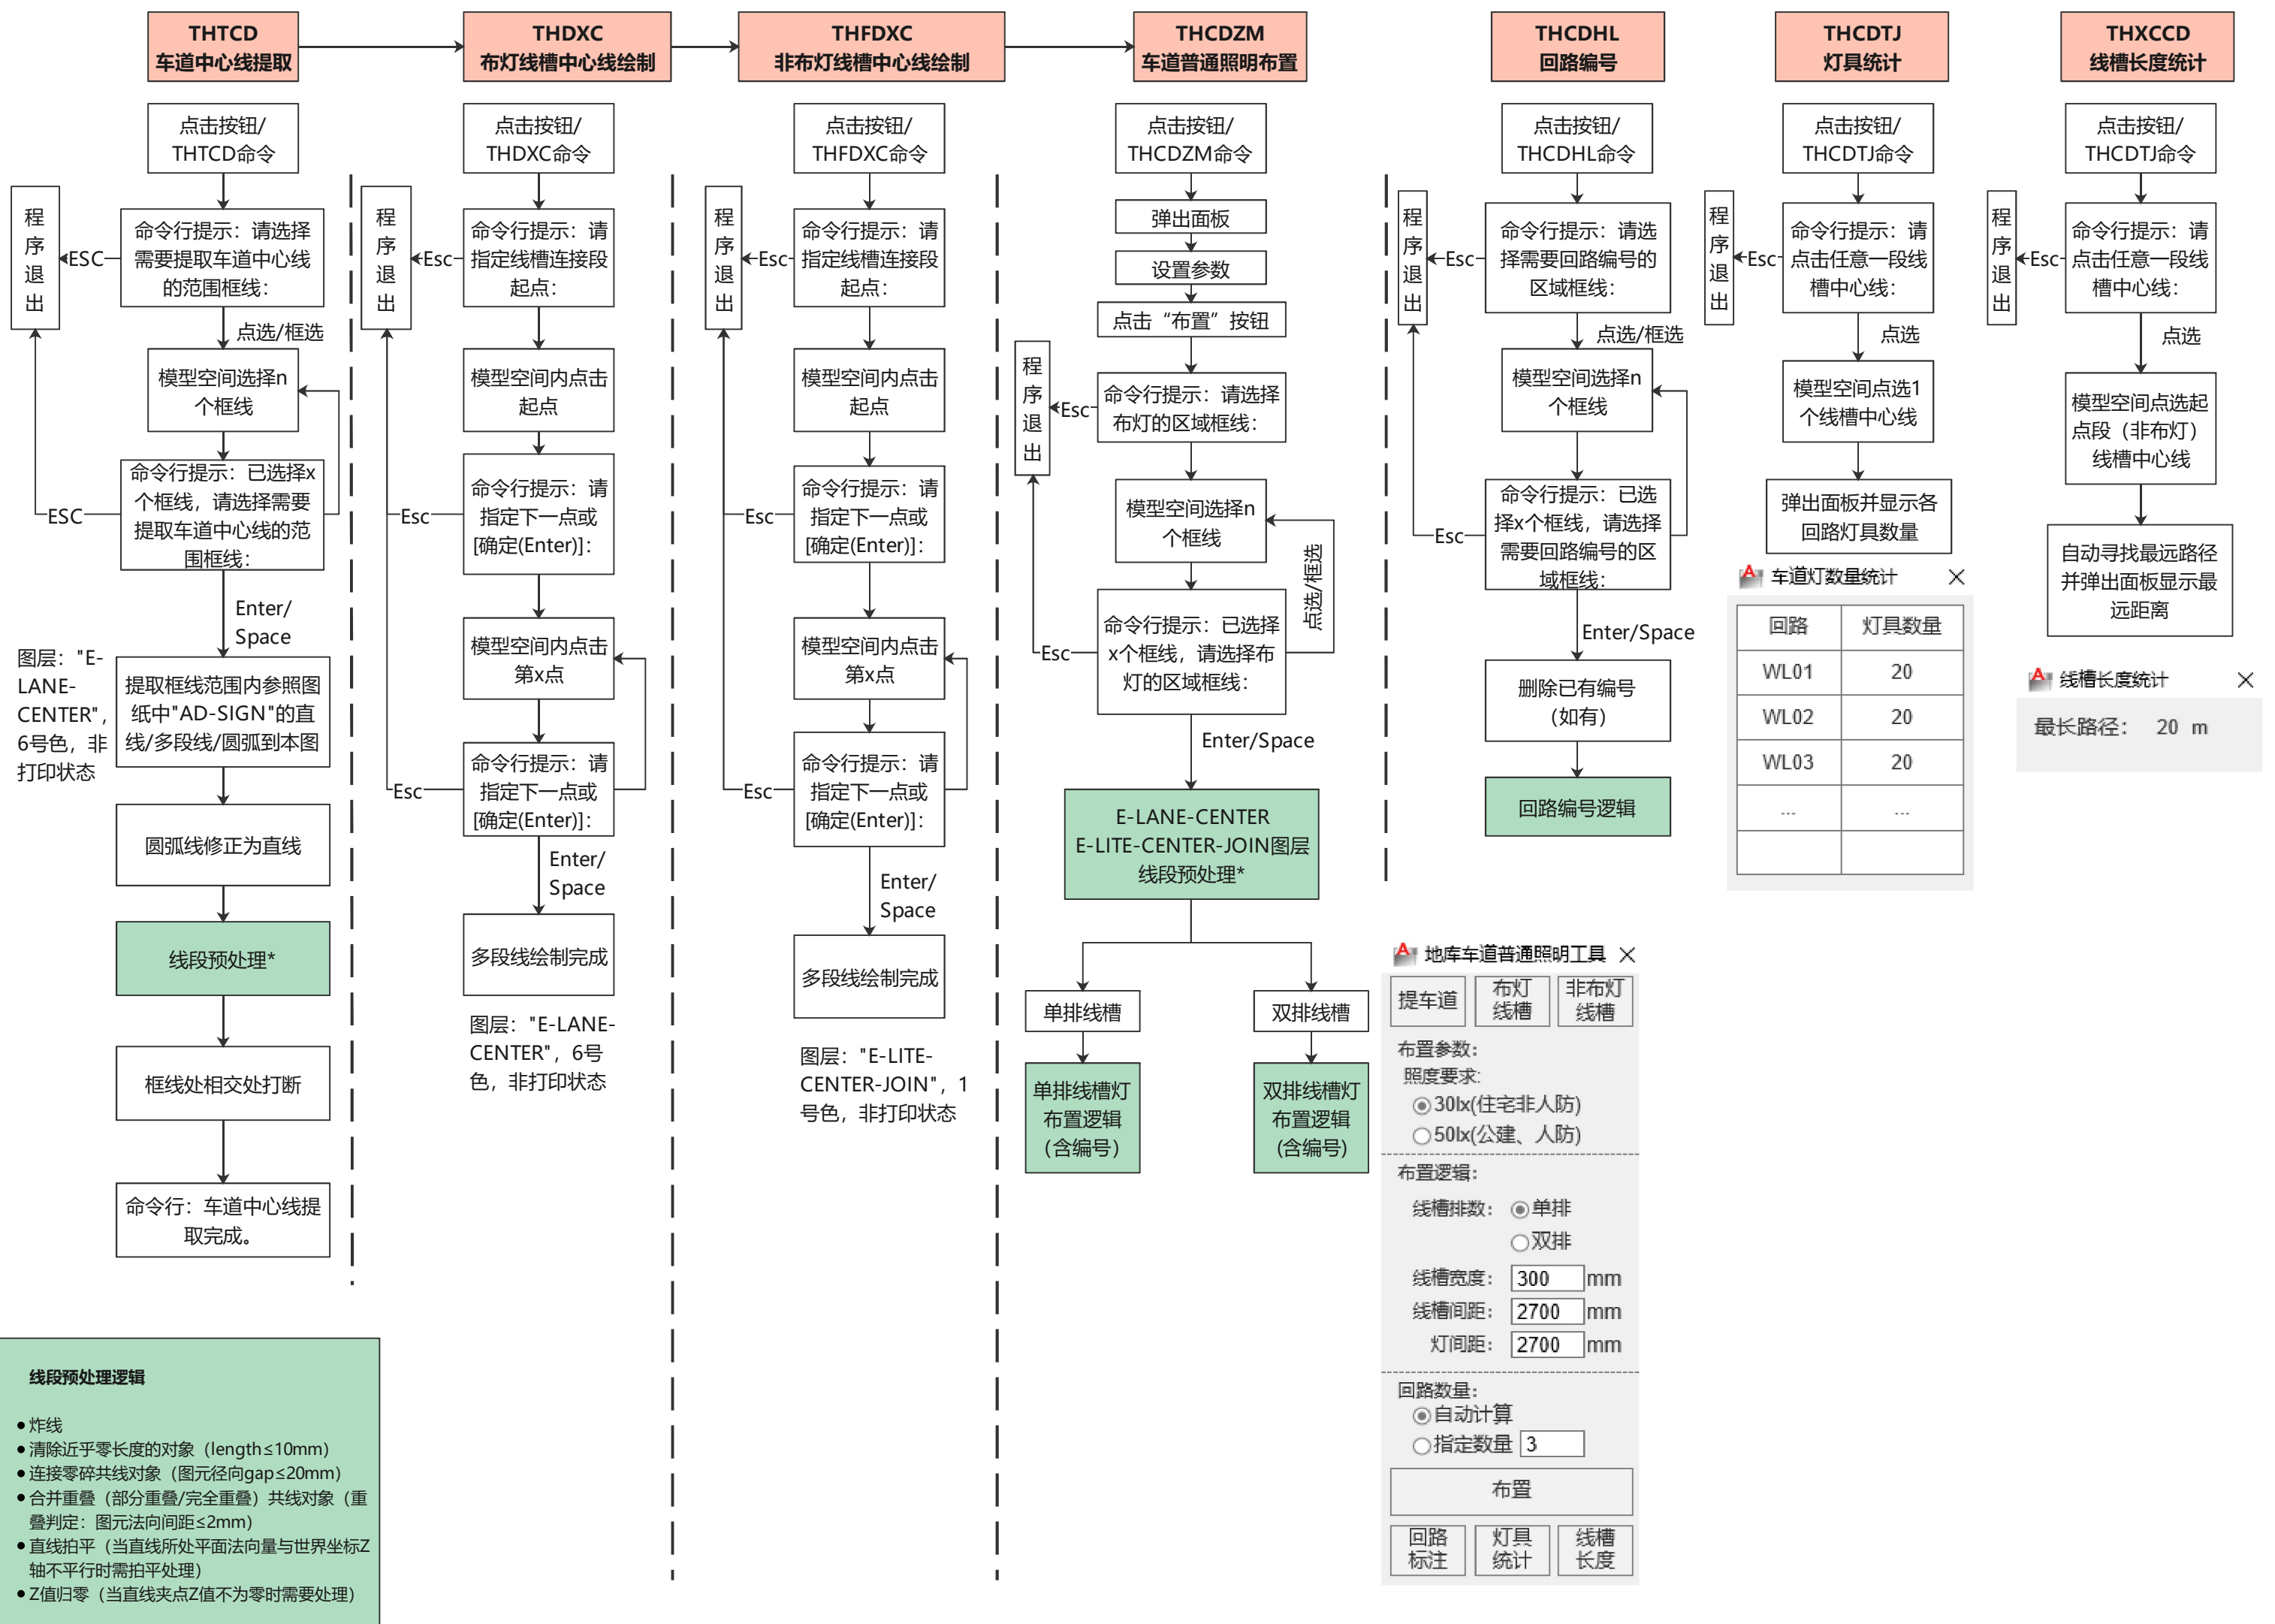 THTCD
车道中心线提取
THDXC
布灯线槽中心线绘制
THFDXC
非布灯线槽中心线绘制
THCDZM
车道普通照明布置
THCDHL
回路编号
THCDTJ
灯具统计
THXCCD
线槽长度统计
点击按钮/
THTCD命令
程
序
退
出
ESC
命令行提示：请选择
需要提取车道中心线
的范围框线：
点选/框选
模型空间选择n
个框线
命令行提示：已选择x
个框线，请选择需要
提取车道中心线的范
围框线：
ESC
Enter/
Space
图层："E-
LANE-
CENTER"，
6号色，非
打印状态
提取框线范围内参照图
纸中"AD-SIGN"的直
线/多段线/圆弧到本图
圆弧线修正为直线
线段预处理*
框线处相交处打断
命令行：车道中心线提
取完成。
点击按钮/
THDXC命令
程
序
退
出
Esc
命令行提示：请
指定线槽连接段
起点：
模型空间内点击
起点
Esc
命令行提示：请
指定下一点或
[确定(Enter)]：
模型空间内点击
第x点
Esc
命令行提示：请
指定下一点或
[确定(Enter)]：
Enter/
Space
多段线绘制完成
图层："E-LANE-
CENTER"，6号
色，非打印状态
点击按钮/
THFDXC命令
程
序
退
出
Esc
命令行提示：请
指定线槽连接段
起点：
模型空间内点击
起点
Esc
命令行提示：请
指定下一点或
[确定(Enter)]：
模型空间内点击
第x点
Esc
命令行提示：请
指定下一点或
[确定(Enter)]：
Enter/
Space
多段线绘制完成
图层："E-LITE-
CENTER-JOIN"，1
号色，非打印状态
点击按钮/
THCDZM命令
弹出面板
设置参数
点击“布置”按钮
程
序
退
出
Esc
命令行提示：请选择
布灯的区域框线：
模型空间选择n
个框线
点选/框选
Esc
命令行提示：已选择
x个框线，请选择布
灯的区域框线：
Enter/Space
E-LANE-CENTER
E-LITE-CENTER-JOIN图层
线段预处理*
单排线槽
双排线槽
单排线槽灯
布置逻辑
（含编号）
双排线槽灯
布置逻辑
(含编号)
点击按钮/
THCDHL命令
程
序
退
出
Esc
命令行提示：请选
择需要回路编号的
区域框线：
点选/框选
模型空间选择n
个框线
Esc
命令行提示：已选
择x个框线，请选择
需要回路编号的区
域框线：
Enter/Space
删除已有编号
（如有）
回路编号逻辑
点击按钮/
THCDTJ命令
程
序
退
出
Esc
命令行提示：请
点击任意一段线
槽中心线：
点选
模型空间点选1
个线槽中心线
弹出面板并显示各
回路灯具数量
车道灯数量统计
回路 灯具数量
WL01 20
WL02 20
WL03 20
... ...
点击按钮/
THCDTJ命令
程
序
退
出
Esc
命令行提示：请
点击任意一段线
槽中心线：
点选
模型空间点选起
点段（非布灯）
线槽中心线
自动寻找最远路径
并弹出面板显示最
远距离
线槽长度统计
最长路径： 20 m
地库车道普通照明工具
提车道
布灯
线槽
非布灯
线槽
布置参数：
照度要求：
30lx(住宅非人防)
50lx(公建、人防)
布置逻辑：
线槽排数： 单排
双排
线槽宽度： 300 mm
线槽间距： 2700 mm
灯间距： 2700 mm
回路数量：
自动计算
指定数量 3
布置
回路
标注
灯具
统计
线槽
长度
线段预处理逻辑
●炸线
●清除近乎零长度的对象（length≤10mm）
●连接零碎共线对象（图元径向gap≤20mm）
●合并重叠（部分重叠/完全重叠）共线对象（重
叠判定：图元法向间距≤2mm）
●直线拍平（当直线所处平面法向量与世界坐标Z
轴不平行时需拍平处理）
●Z值归零（当直线夹点Z值不为零时需要处理）